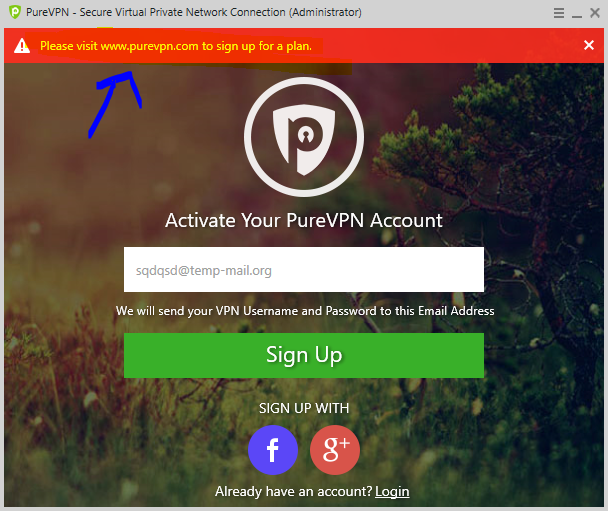 PureVPN - Secure Virtual Private Network Connection (Administrator)
Please visit www.purevpn.com to sign up for a plan.
Activate Your PureVPN Account
sqdqsd@temp-mail.org
We will send your VPN Username and Password to this Email Address
Sign Up
SIGN UP WITH
f g+
Already have an account? Login